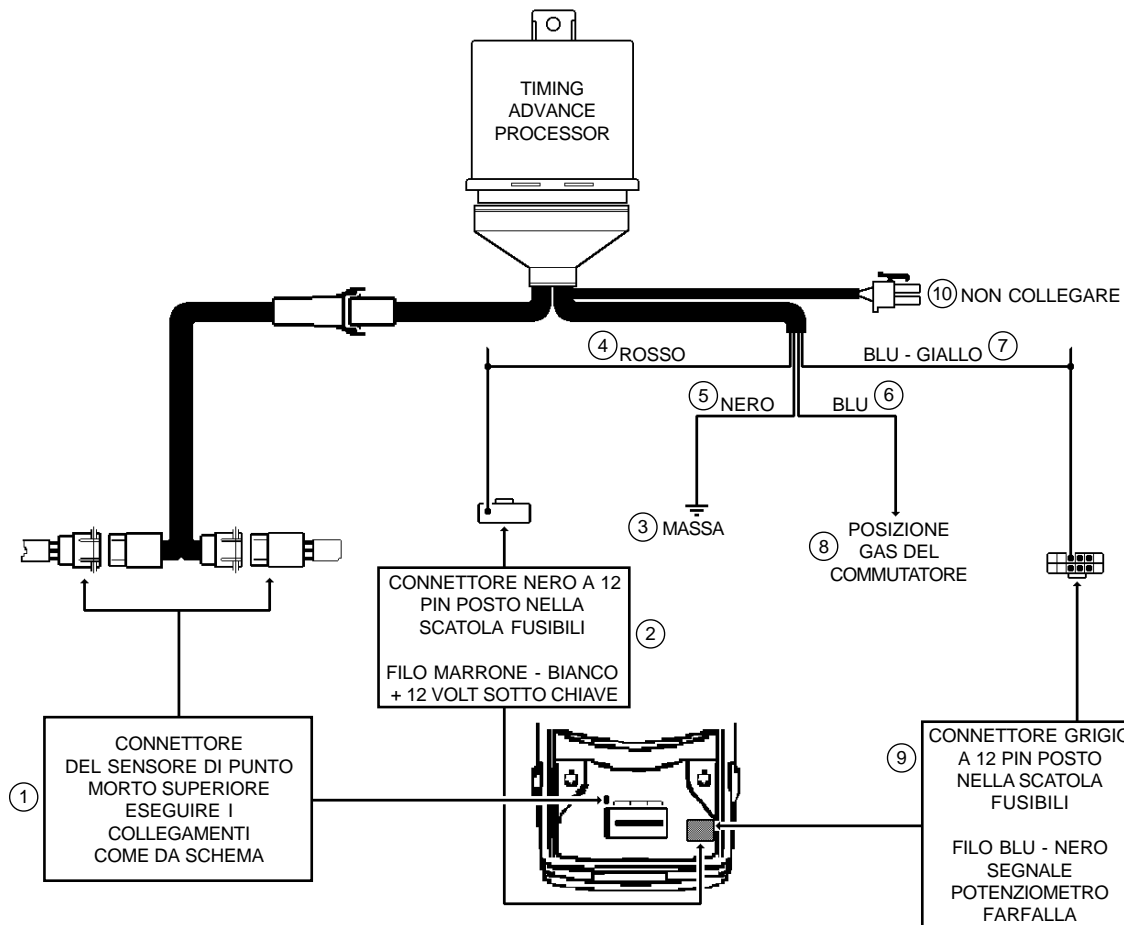 TIMING
ADVANCE
PROCESSOR
10 NON COLLEGARE
4 ROSSO
BLU - GIALLO 7
5 NERO
BLU 6
3 MASSA
8 POSIZIONE
GAS DEL
COMMUTATORE
CONNETTORE NERO A 12
PIN POSTO NELLA
SCATOLA FUSIBILI
FILO MARRONE - BIANCO
+ 12 VOLT SOTTO CHIAVE
2
1
CONNETTORE
DEL SENSORE DI PUNTO
MORTO SUPERIORE
ESEGUIRE I
COLLEGAMENTI
COME DA SCHEMA
9
CONNETTORE GRIGIO
A 12 PIN POSTO
NELLA SCATOLA
FUSIBILI
FILO BLU - NERO
SEGNALE
POTENZIOMETRO
FARFALLA